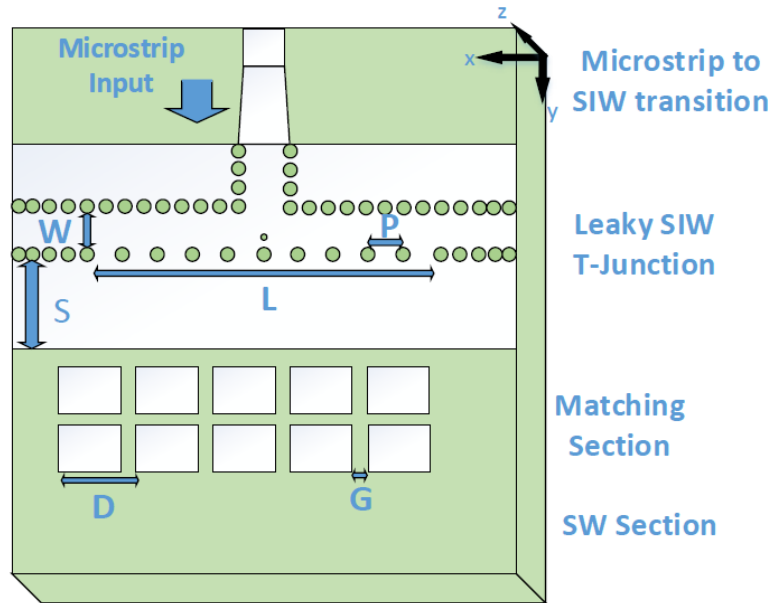 z
x
y
Microstrip
Input
Microstrip to
SIW transition
W
P
L
S
Leaky SIW
T-Junction
Matching
Section
D
G
SW Section